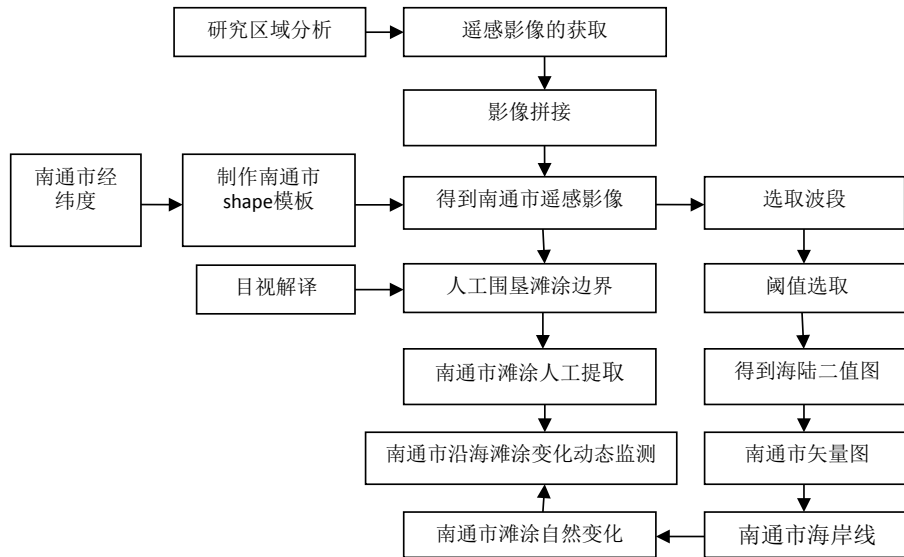 研究区域分析
遥感影像的获取
影像拼接
南通市经
纬度
制作南通市
shape模板
得到南通市遥感影像
选取波段
目视解译
人工围垦滩涂边界
阈值选取
南通市滩涂人工提取
得到海陆二值图
南通市沿海滩涂变化动态监测
南通市矢量图
南通市滩涂自然变化
南通市海岸线